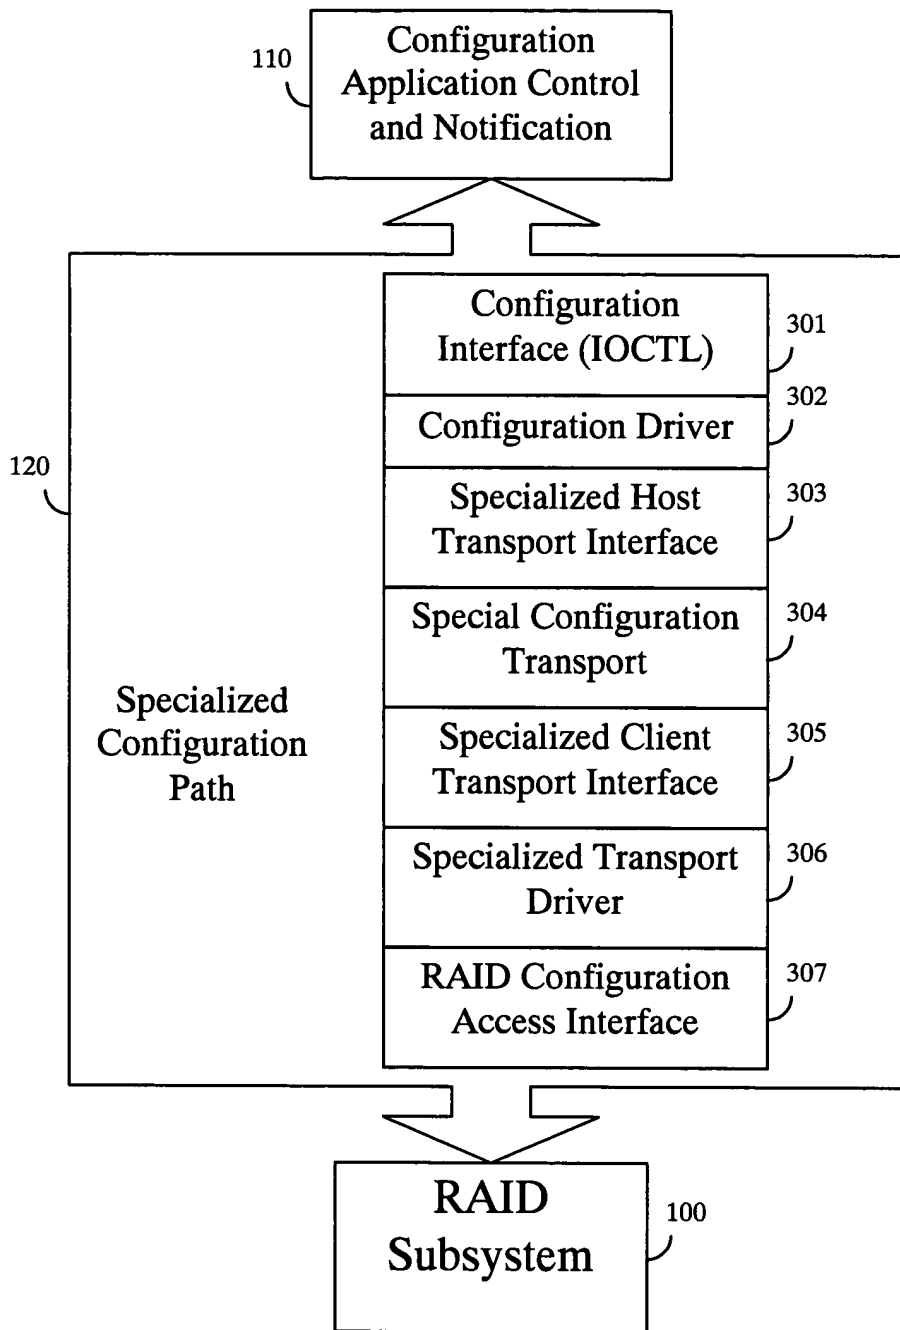 110
Configuration
Application Control
and Notification
Configuration
Interface (IOCTL)
301
302
Configuration Driver
120
Specialized Host
Transport Interface
303
Special Configuration
Transport
304
Specialized
Configuration
Path
Specialized Client
Transport Interface
305
Specialized Transport
Driver
306
RAID Configuration
Access Interface
307
RAID
Subsystem
100